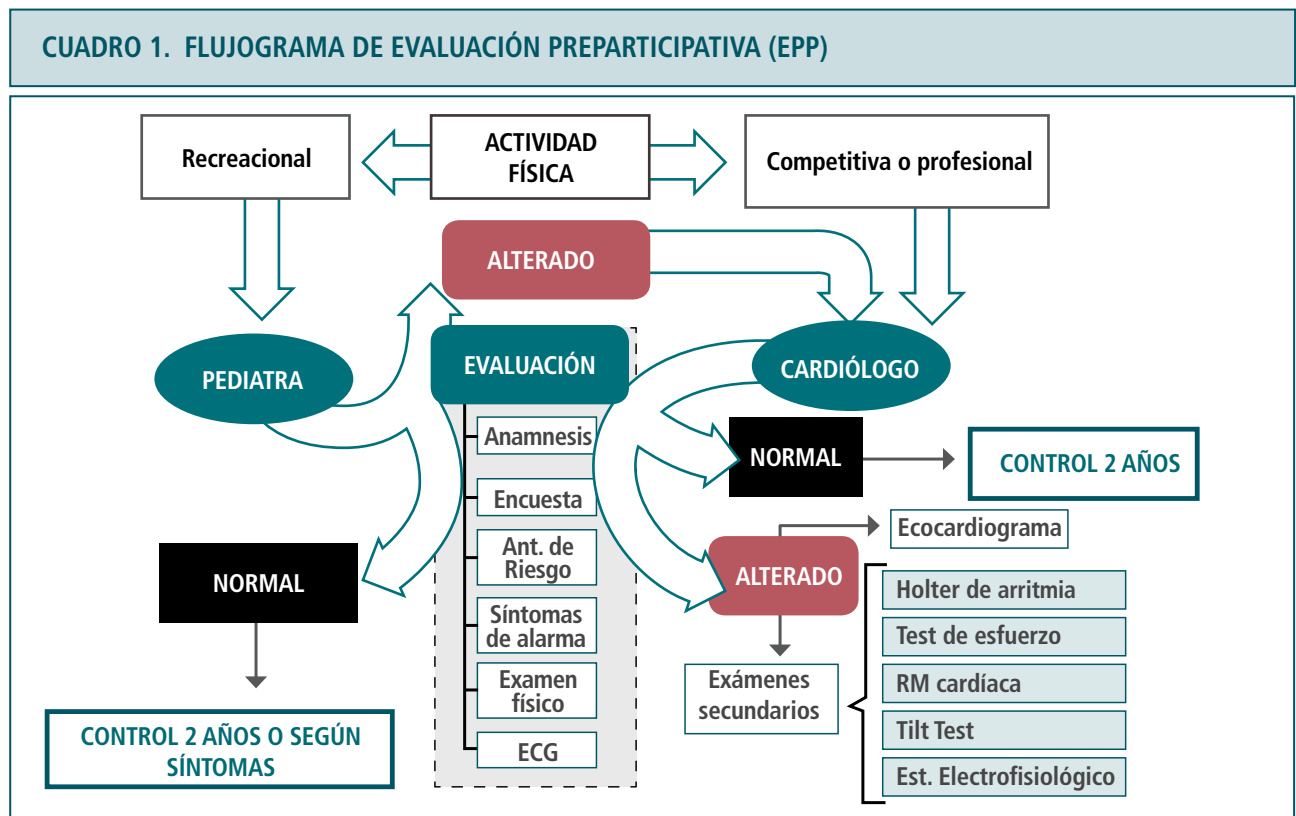 CUADRO 1. FLUJOGRAMA DE EVALUACIÓN PREPARTICIPATIVA (EPP)
Recreacional
ACTIVIDAD
FÍSICA
Competitiva o profesional
ALTERADO
PEDIATRA
EVALUACIÓN
CARDIÓLOGO
Anamnesis
Encuesta
Ant. de
Riesgo
Síntomas
de alarma
Examen
físico
ECG
NORMAL
CONTROL 2 AÑOS O SEGÚN
SÍNTOMAS
NORMAL
CONTROL 2 AÑOS
ALTERADO
Ecocardiograma
Exámenes
secundarios
Holter de arritmia
Test de esfuerzo
RM cardíaca
Tilt Test
Est. Electrofisiológico